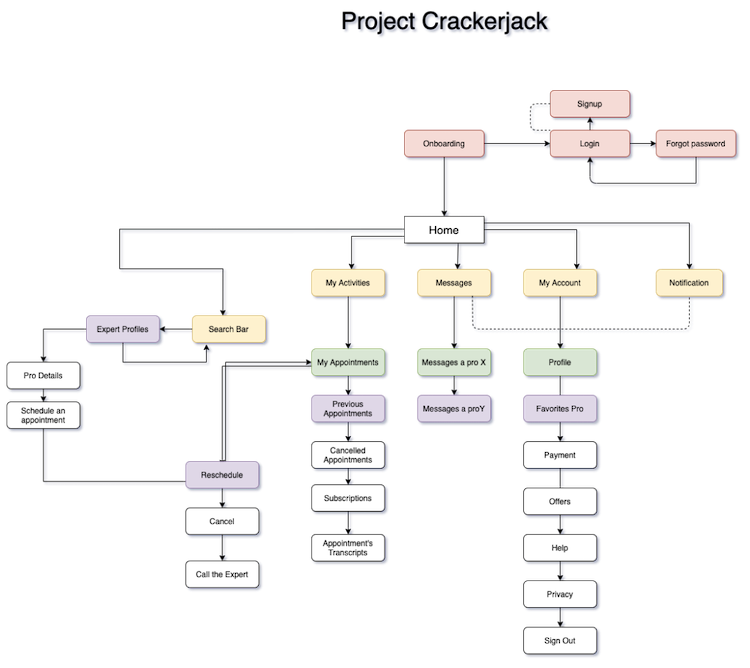 Project Crackerjack
Signup
Onboarding
Login
Forgot password
Home
My Activities
Messages
My Account
Notification
Expert Profiles
Search Bar
Pro Details
My Appointments
Messages a pro X
Profile
Schedule an
appointment
Previous
Appointments
Messages a proY
Favorites Pro
Cancelled
Appointments
Payment
Reschedule
Subscriptions
Offers
Cancel
Appointment's
Transcripts
Help
Call the Expert
Privacy
Sign Out